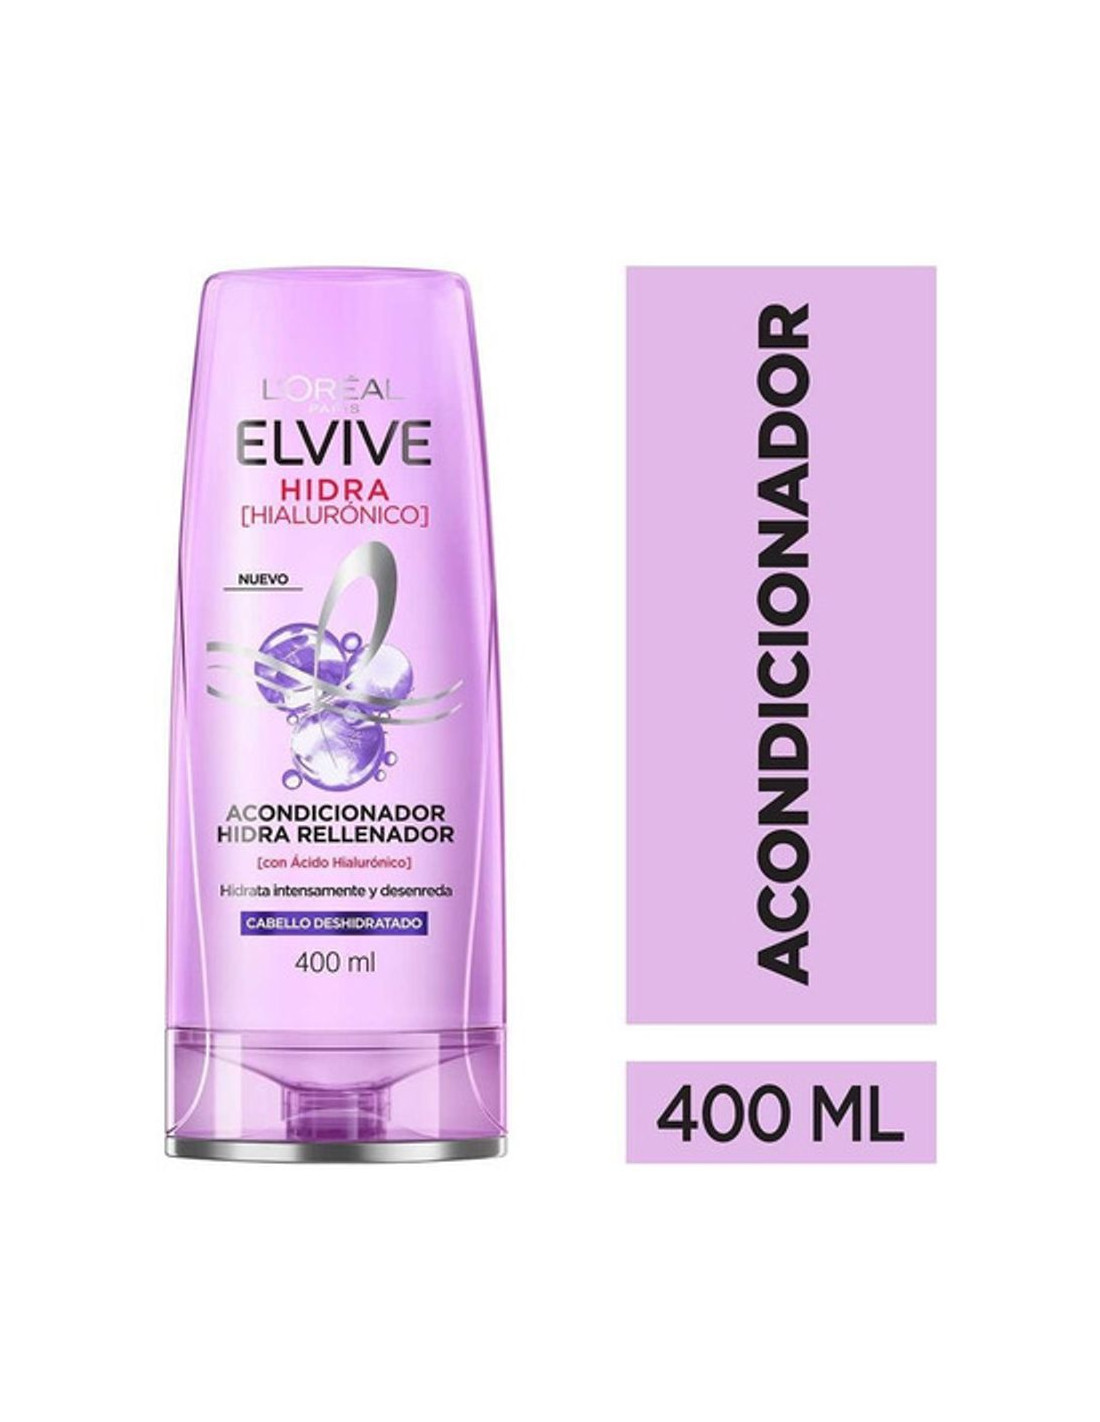 L'ORÉAL
PARIS
ELVIVE
HIDRA
[HIALURÓNICO]
NUEVO
ACONDICIONADOR
HIDRA RELLENADOR
[con Ácido Hialurónico]
Hidrata intensamente y desenreda
CABELLO DESHIDRATADO
400 ml
ACONDICIONADOR
400 ML